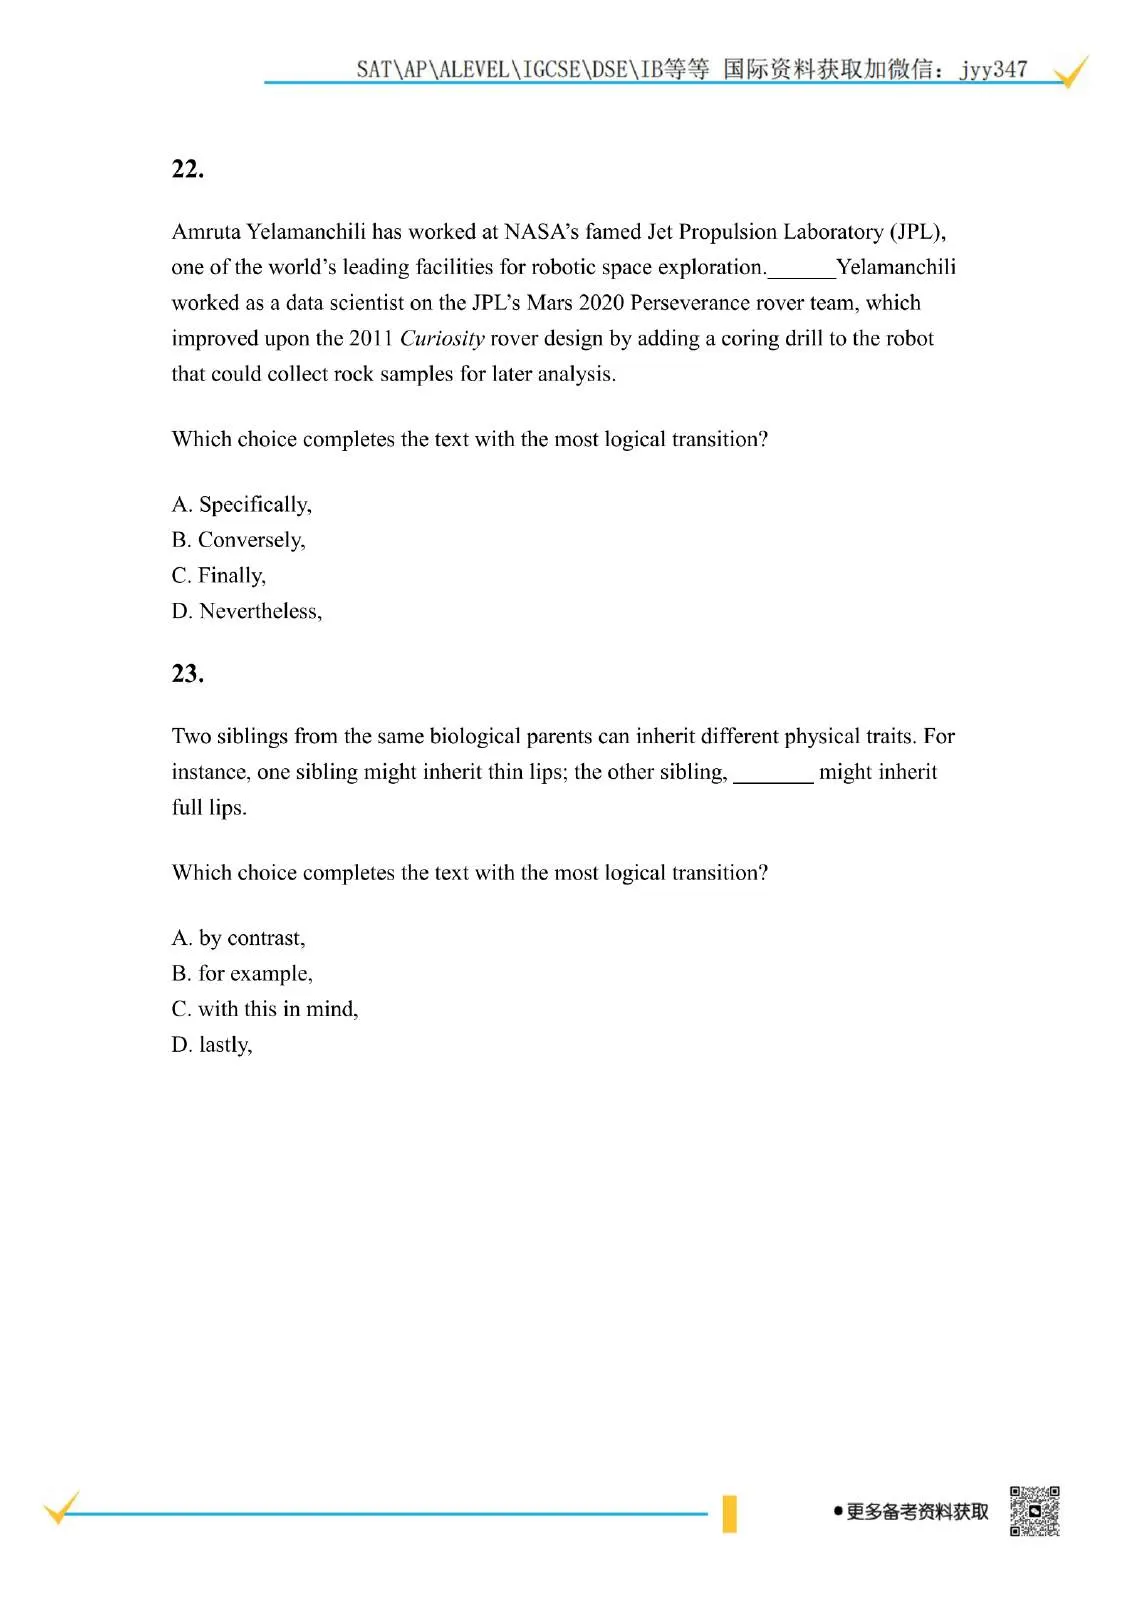 SAT\AP\ALEVEL\IGCSE\DSE\IB等等 国际资料获取加微信：jyy347
22.
Amruta Yelamanchili has worked at NASA’s famed Jet Propulsion Laboratory (JPL),
one of the world’s leading facilities for robotic space exploration.______Yelamanchili
worked as a data scientist on the JPL’s Mars 2020 Perseverance rover team, which
improved upon the 2011 Curiosity rover design by adding a coring drill to the robot
that could collect rock samples for later analysis.
Which choice completes the text with the most logical transition?
A. Specifically,
B. Conversely,
C. Finally,
D. Nevertheless,
23.
Two siblings from the same biological parents can inherit different physical traits. For
instance, one sibling might inherit thin lips; the other sibling, _______ might inherit
full lips.
Which choice completes the text with the most logical transition?
A. by contrast,
B. for example,
C. with this in mind,
D. lastly,
•更多备考资料获取